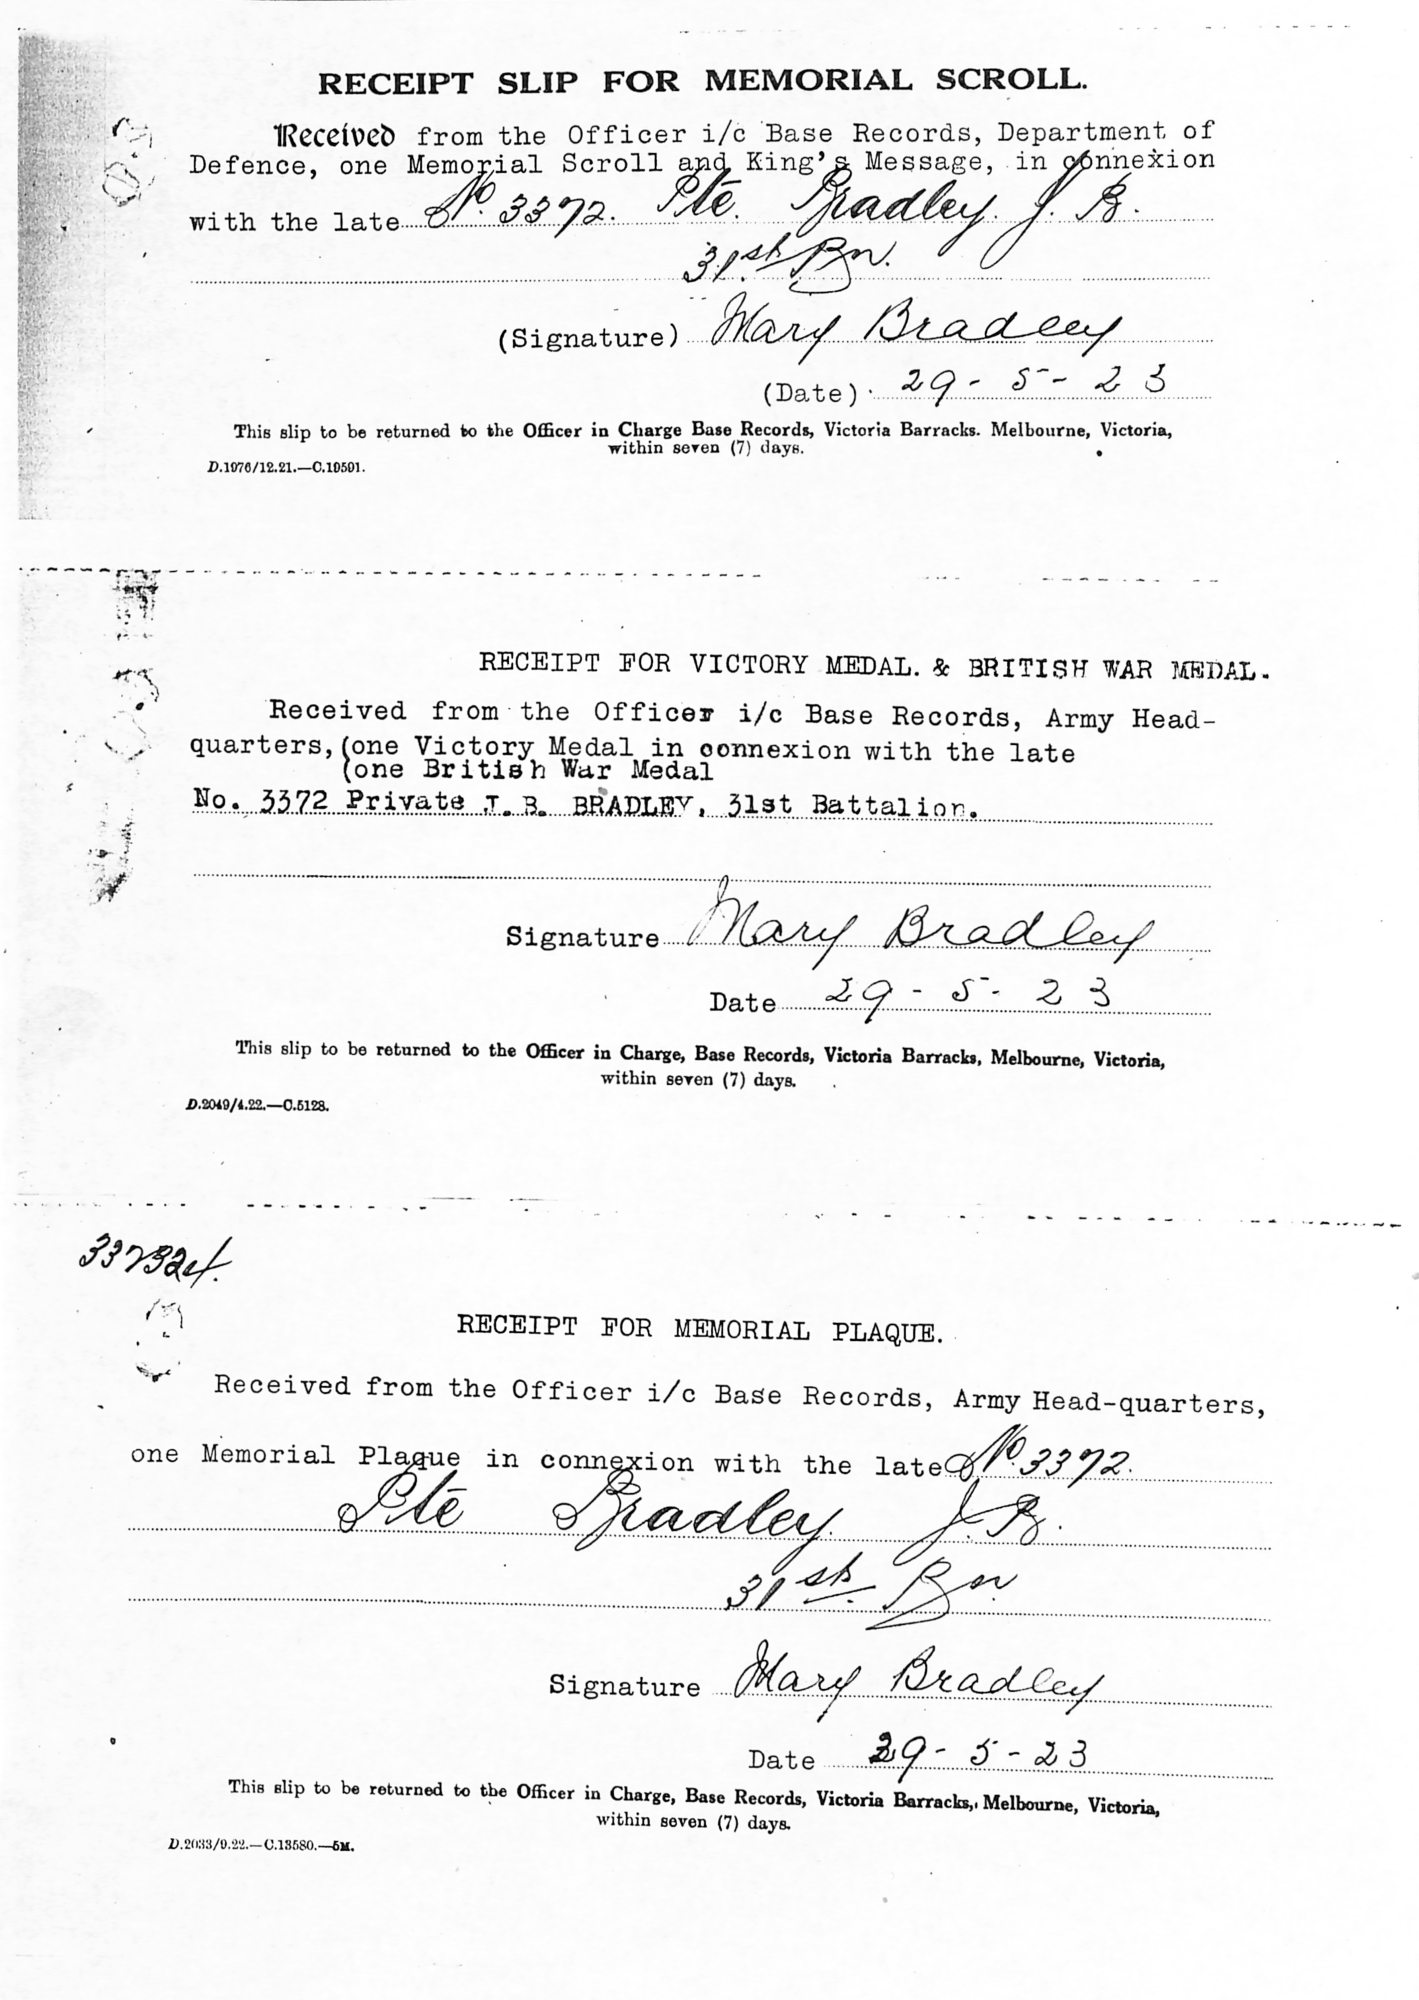 RECEIPT SLIP FOR MEMORIAL SCROLL.
Received from the Officer i/c Base Records, Department of
Defence, one Memorial Scroll and King's Message, in connexion
with the late No. 3372. Pte. Bradley. J. B.
31st Bn.
(Signature) Mary Bradley
(Date) 29-5-23
This slip to be returned to the Officer in Charge Base Records, Victoria Barracks. Melbourne, Victoria,
within seven (7) days.
D.1976/12.21.—C.19591.
RECEIPT FOR VICTORY MEDAL. & BRITISH WAR MEDAL.
Received from the Officer i/c Base Records, Army Head-
quarters, (one Victory Medal in connexion with the late
(one British War Medal
No. 3372 Private J. B. BRADLEY, 31st Battalion.
Signature Mary Bradley
Date 29-5-23
This slip to be returned to the Officer in Charge, Base Records, Victoria Barracks, Melbourne, Victoria,
within seven (7) days.
D.2049/4.22.—C.5128.
RECEIPT FOR MEMORIAL PLAQUE.
Received from the Officer i/c Base Records, Army Head-quarters,
one Memorial Plaque in connexion with the late No. 3372.
Pte Bradley. J. B.
31st. Bn.
Signature Mary Bradley
Date 29-5-23
This slip to be returned to the Officer in Charge, Base Records, Victoria Barracks, Melbourne, Victoria,
within seven (7) days.
D.2033/9.22.—C.13580.—5M.